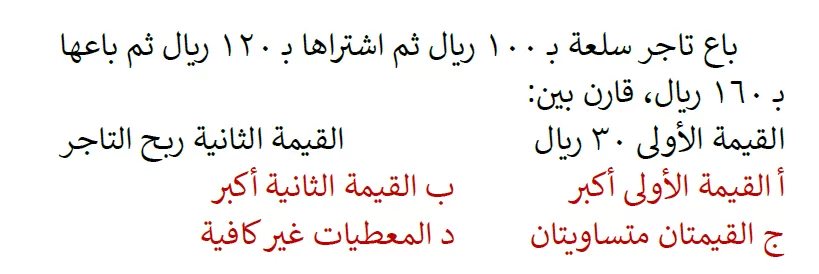 باع تاجر سلعة بـ ١٠٠ ريال ثم اشتراها بـ ١٢٠ ريال ثم باعها
بـ ١٦٠ ريال، قارن بين:
القيمة الأولى ٣٠ ريال القيمة الثانية ربح التاجر
أ القيمة الأولى أكبر ب القيمة الثانية أكبر
ج القيمتان متساويتان د المعطيات غير كافية